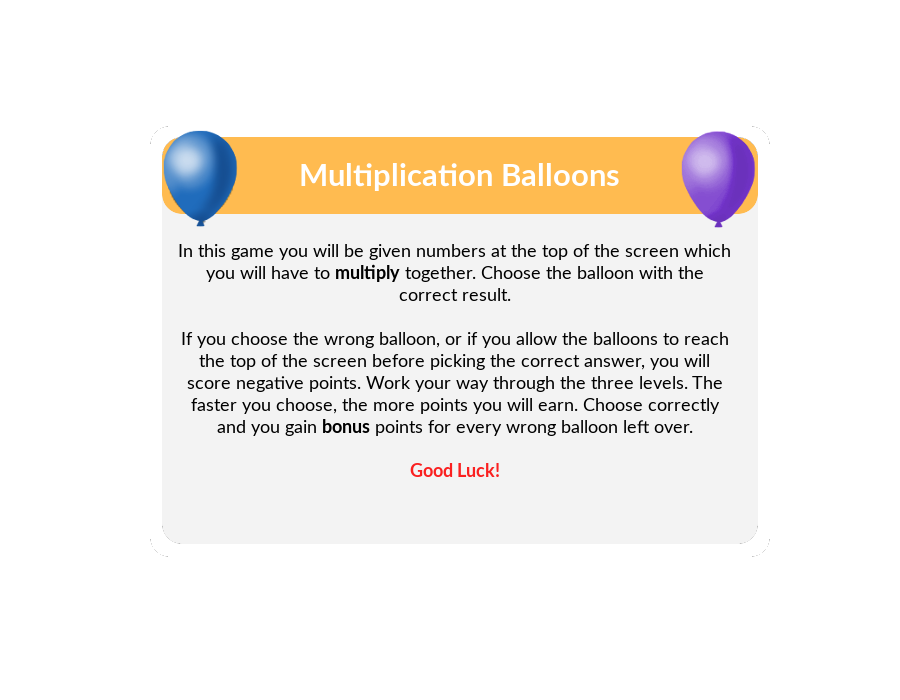 Multiplication Balloons
In this game you will be given numbers at the top of the screen which
you will have to multiply together. Choose the balloon with the
correct result.
If you choose the wrong balloon, or if you allow the balloons to reach
the top of the screen before picking the correct answer, you will
score negative points. Work your way through the three levels. The
faster you choose, the more points you will earn. Choose correctly
and you gain bonus points for every wrong balloon left over.
Good Luck!